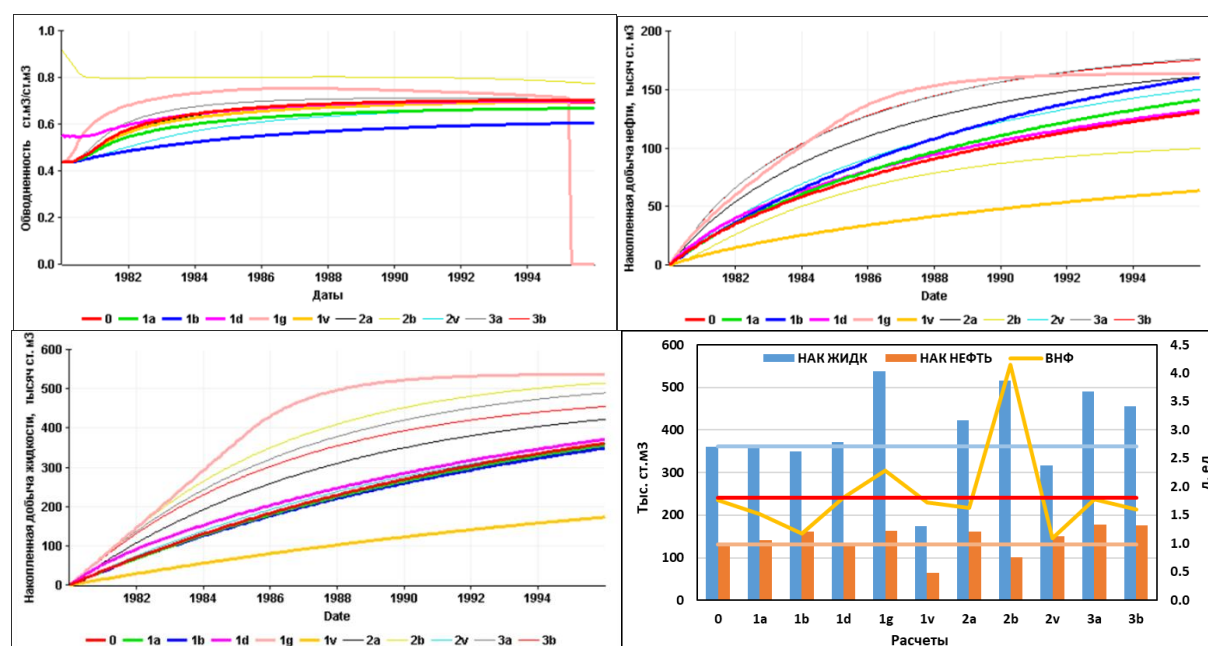 Обводненность ст.м3/ст.м3
1.0
0.8
0.6
0.4
0.2
0.0
1982 1984 1986 1988 1990 1992 1994
Даты
0 1a 1b 1d 1g 1v 2a 2b 2v 3a 3b
Накопленная добыча нефти, тысяч ст. м3
200
150
100
50
0
1982 1984 1986 1988 1990 1992 1994
Date
0 1a 1b 1d 1g 1v 2a 2b 2v 3a 3b
Накопленная добыча жидкости, тысяч ст. м3
600
500
400
300
200
100
0
1982 1984 1986 1988 1990 1992 1994
Date
0 1a 1b 1d 1g 1v 2a 2b 2v 3a 3b
НАК ЖИДК НАК НЕФТЬ ВНФ
Тыс. ст.м3
600
500
400
300
200
100
0
4.5
4.0
3.5
3.0
2.5
2.0
1.5
1.0
0.5
0.0
Д. ед
0 1a 1b 1d 1g 1v 2a 2b 2v 3a 3b
Расчеты